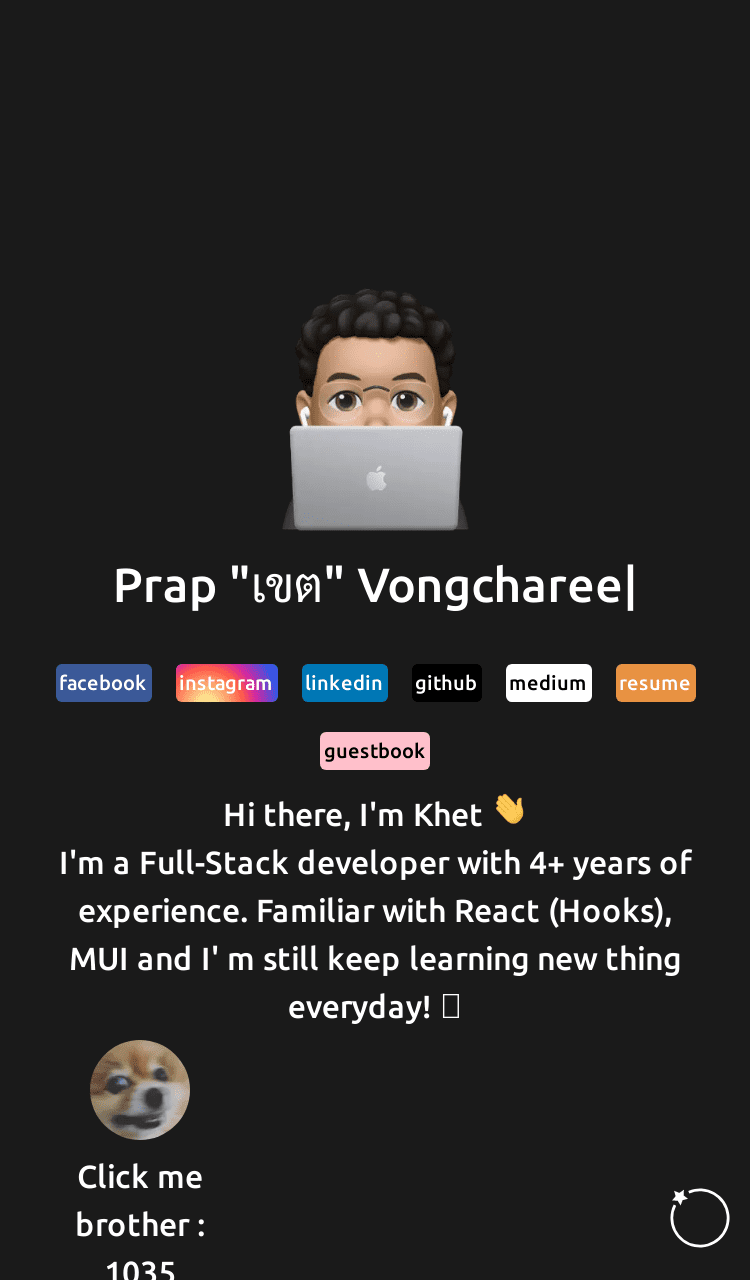 Prap "เขต" Vongcharee|
facebook instagram linkedin github medium resume
guestbook
Hi there, I'm Khet 👋
I'm a Full-Stack developer with 4+ years of
experience. Familiar with React (Hooks),
MUI and I' m still keep learning new thing
everyday!
Click me
brother :
1035